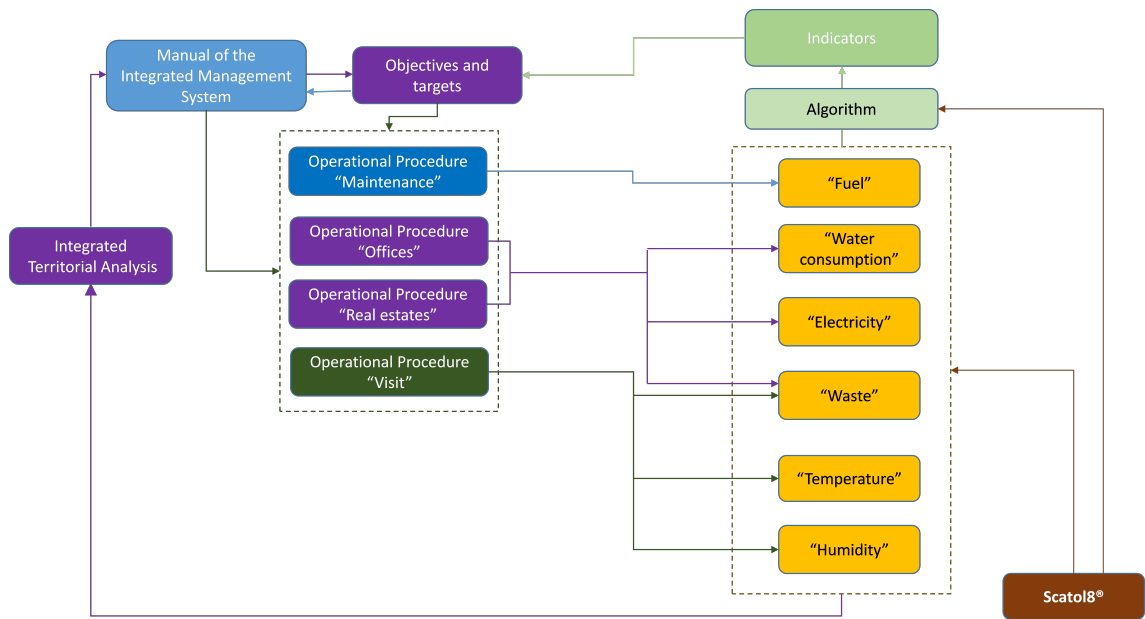 Manual of the
Integrated Management
System
Objectives and
targets
Indicators
Algorithm
Operational Procedure
“Maintenance”
“Fuel”
Operational Procedure
“Offices”
“Water
consumption”
Integrated
Territorial Analysis
Operational Procedure
“Real estates”
“Electricity”
Operational Procedure
“Visit”
“Waste”
“Temperature”
“Humidity”
Scatol8®